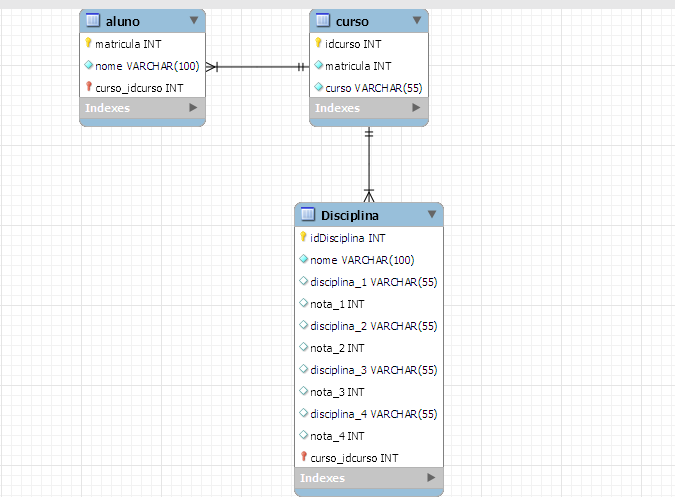 aluno
matricula INT
nome VARCHAR(100)
curso_idcurso INT
Indexes
curso
idcurso INT
matricula INT
curso VARCHAR(55)
Indexes
Disciplina
idDisciplina INT
nome VARCHAR(100)
disciplina_1 VARCHAR(55)
nota_1 INT
disciplina_2 VARCHAR(55)
nota_2 INT
disciplina_3 VARCHAR(55)
nota_3 INT
disciplina_4 VARCHAR(55)
nota_4 INT
curso_idcurso INT
Indexes